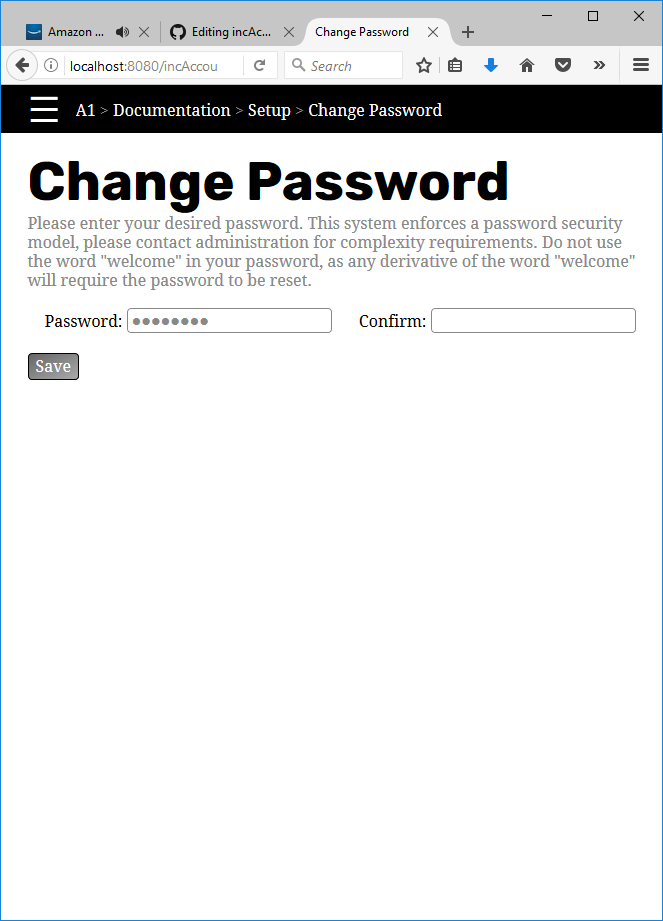 Amazon ...
Editing incAc...
Change Password
localhost:8080/incAccou
Search
A1 > Documentation > Setup > Change Password
Change Password
Please enter your desired password. This system enforces a password security
model, please contact administration for complexity requirements. Do not use
the word "welcome" in your password, as any derivative of the word "welcome"
will require the password to be reset.
Password: ●●●●●●●● Confirm:
Save